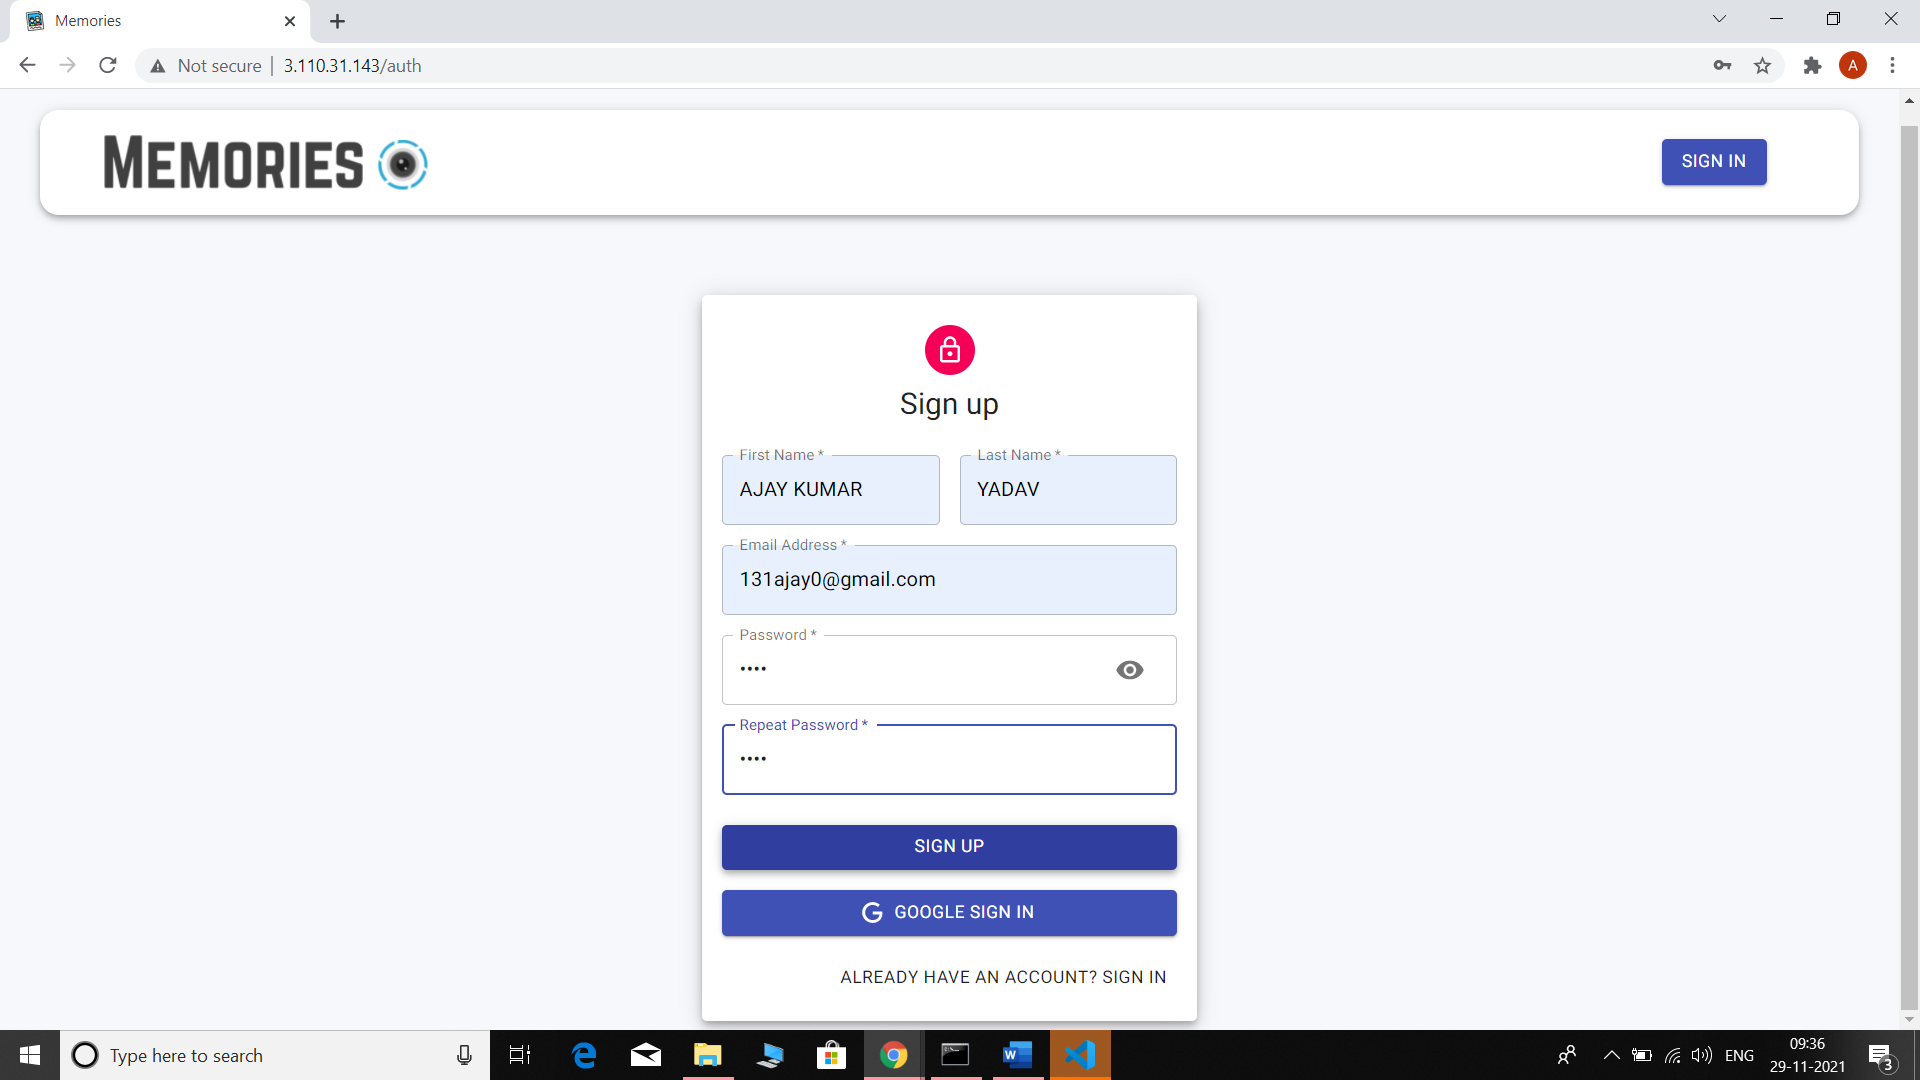 Memories
Not secure | 3.110.31.143/auth
A
MEMORIES
SIGN IN
Sign up
First Name *
Last Name *
AJAY KUMAR
YADAV
Email Address *
131ajay0@gmail.com
Password *
••••
Repeat Password *
••••
SIGN UP
G GOOGLE SIGN IN
ALREADY HAVE AN ACCOUNT? SIGN IN
Type here to search
ENG
09:36
29-11-2021
3